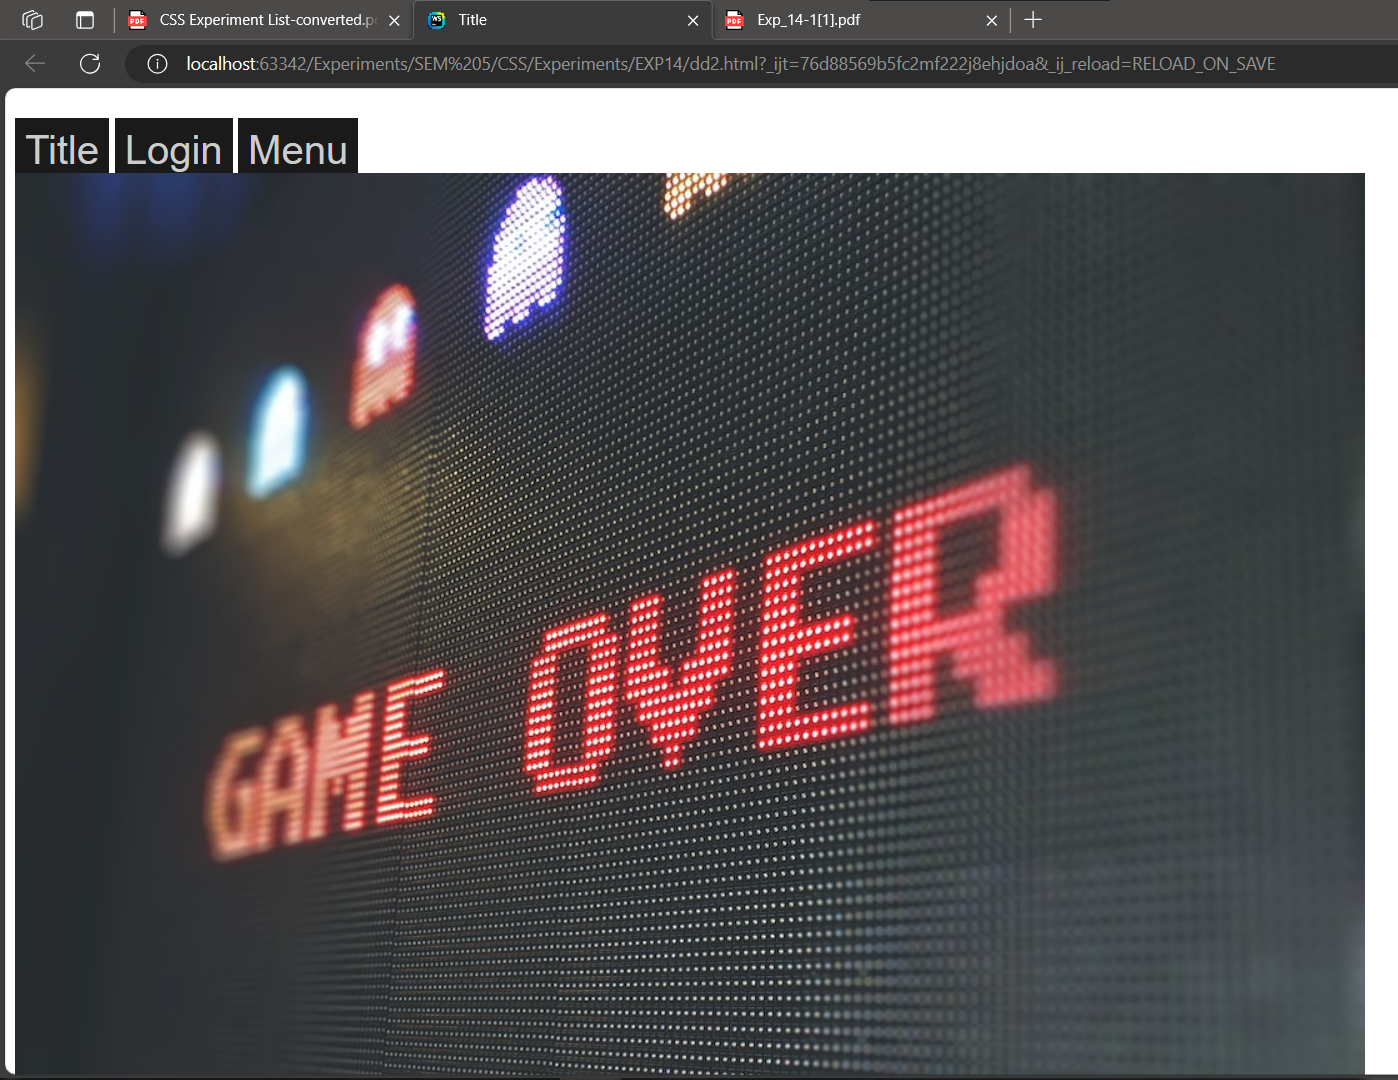 CSS Experiment List-converted.p
Title
Exp_14-1[1].pdf
localhost:63342/Experiments/SEM%205/CSS/Experiments/EXP14/dd2.html?_ijt=76d88569b5fc2mf222j8ehjdoa&_ij_reload=RELOAD_ON_SAVE
Title Login Menu
GAME OVER